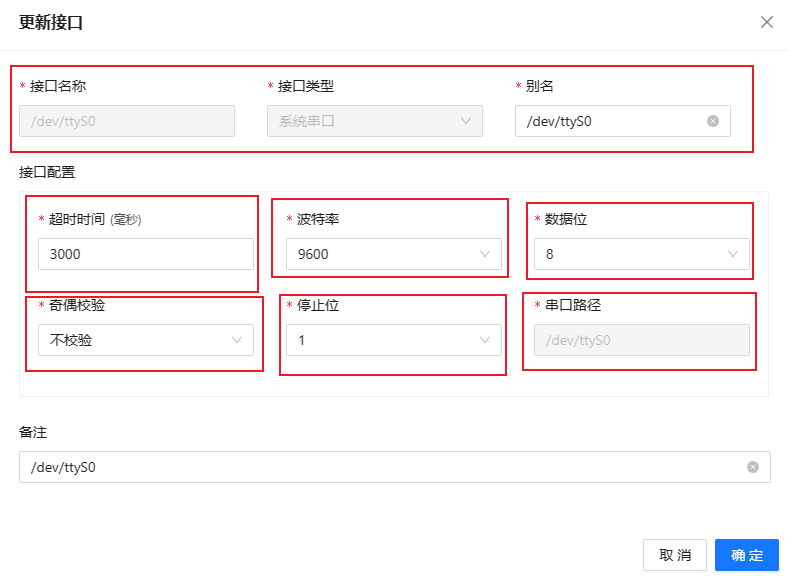 更新接口
* 接口名称 * 接口类型 * 别名
/dev/ttyS0 系统串口 /dev/ttyS0
接口配置
* 超时时间 (毫秒) * 波特率 * 数据位
3000 9600 8
* 奇偶校验 * 停止位 * 串口路径
不校验 1 /dev/ttyS0
备注
/dev/ttyS0
取 消 确 定